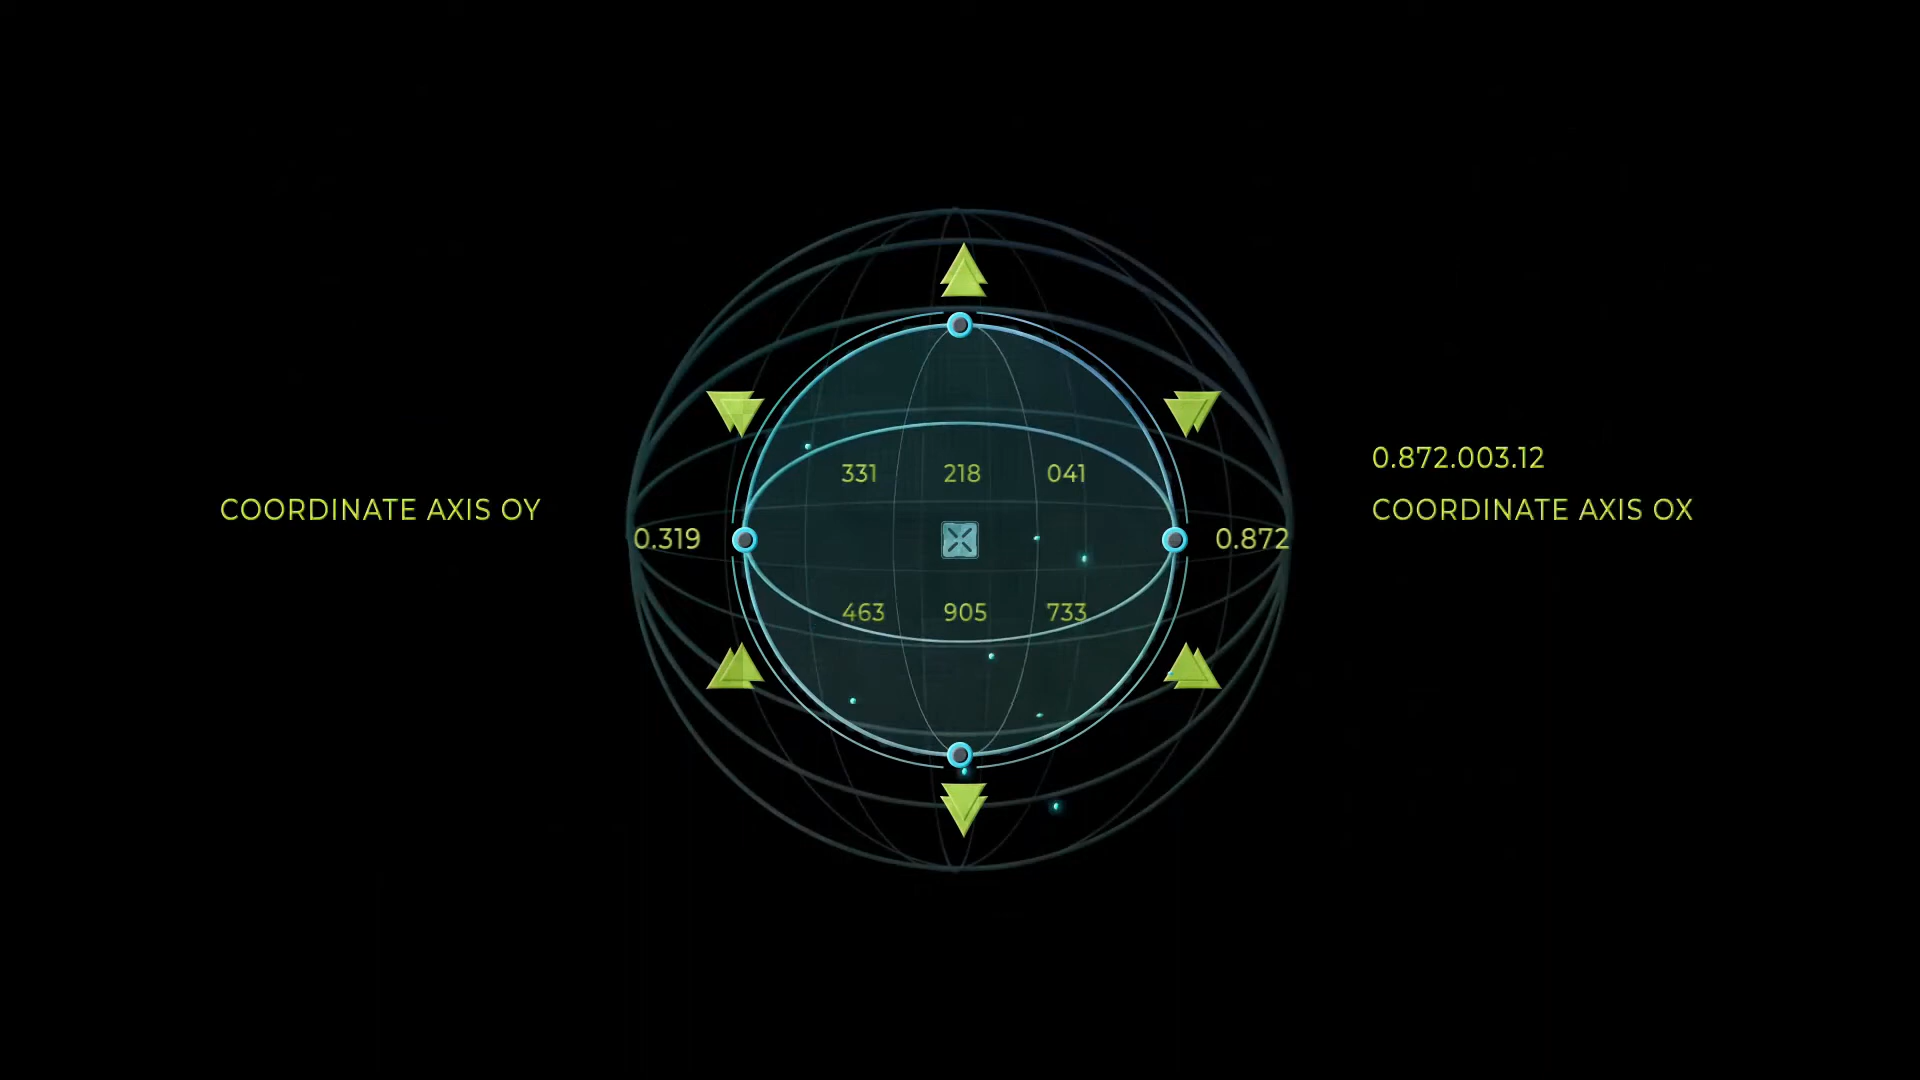 0.872.003.12
COORDINATE AXIS OY
COORDINATE AXIS OX
331 218 041
0.319 0.872
463 905 733